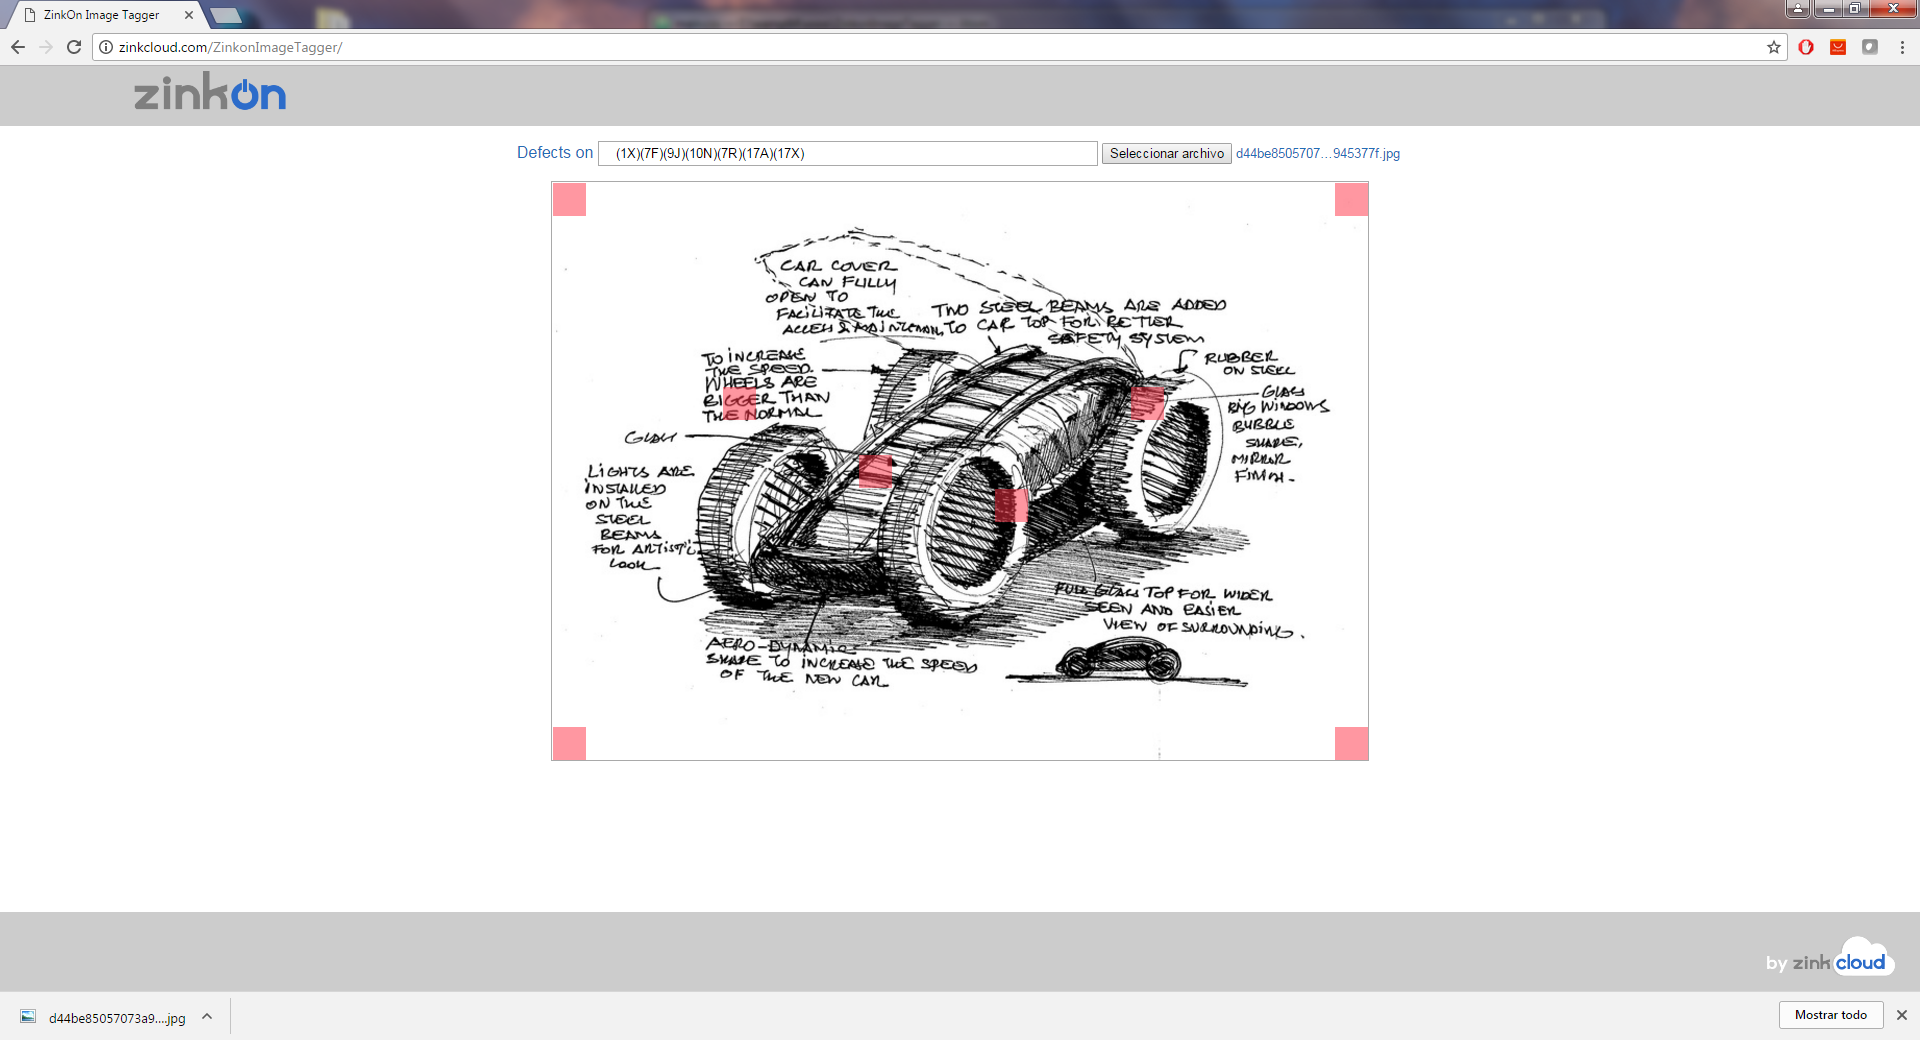 ZinkOn Image Tagger
zinkcloud.com/ZinkonImageTagger/
zinkon
Defects on (1X)(7F)(9J)(10N)(7R)(17A)(17X) Seleccionar archivo d44be8505707...945377f.jpg
CAR COVER
CAN FULLY
OPEN TO
FACILITATE THE
ACCESS &
TWO STEEL BEAMS ARE ADDED
TO CAR TOP FOR BETTER
SAFETY SYSTEM
TO INCREASE
THE SPEED.
WHEELS ARE
BIGGER THAN
THE NORMAL
RUBBER
ON STEEL
GLASS
BIG WINDOWS
BUBBLE
SHAPE,
MIRROR
FINISH.
GLASS
LIGHTS ARE
INSTALLED
ON THE
STEEL
BEAMS
FOR ARTISTIC
LOOK
FULL GLASS TOP FOR WIDER
SEEN AND EASIER
VIEW OF SURROUNDING.
AERO-DYNAMIC
SHAPE TO INCREASE THE SPEED
OF THE NEW CAR
by zink cloud
d44be85057073a9....jpg
Mostrar todo